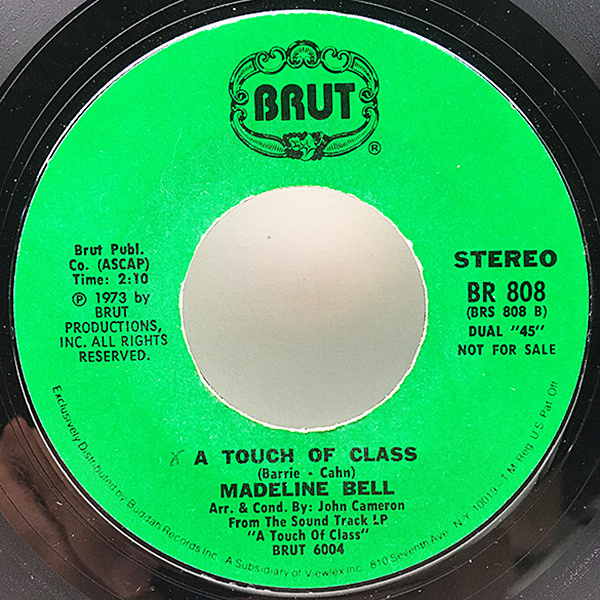 BRUT
®
Brut Publ.
Co. (ASCAP)
Time: 2:10
℗ 1973 by
BRUT
PRODUCTIONS,
INC. ALL RIGHTS
RESERVED.
STEREO
BR 808
(BRS 808 B)
DUAL "45"
NOT FOR SALE
A TOUCH OF CLASS
(Barrie - Cahn)
MADELINE BELL
Arr. & Cond. By: John Cameron
From The Sound Track LP
"A Touch Of Class"
BRUT 6004
Exclusively Distributed by Buddah Records Inc. A Subsidiary of Viewlex Inc. 810 Seventh Ave. N.Y. 10019 - T M Reg U S Pat Off